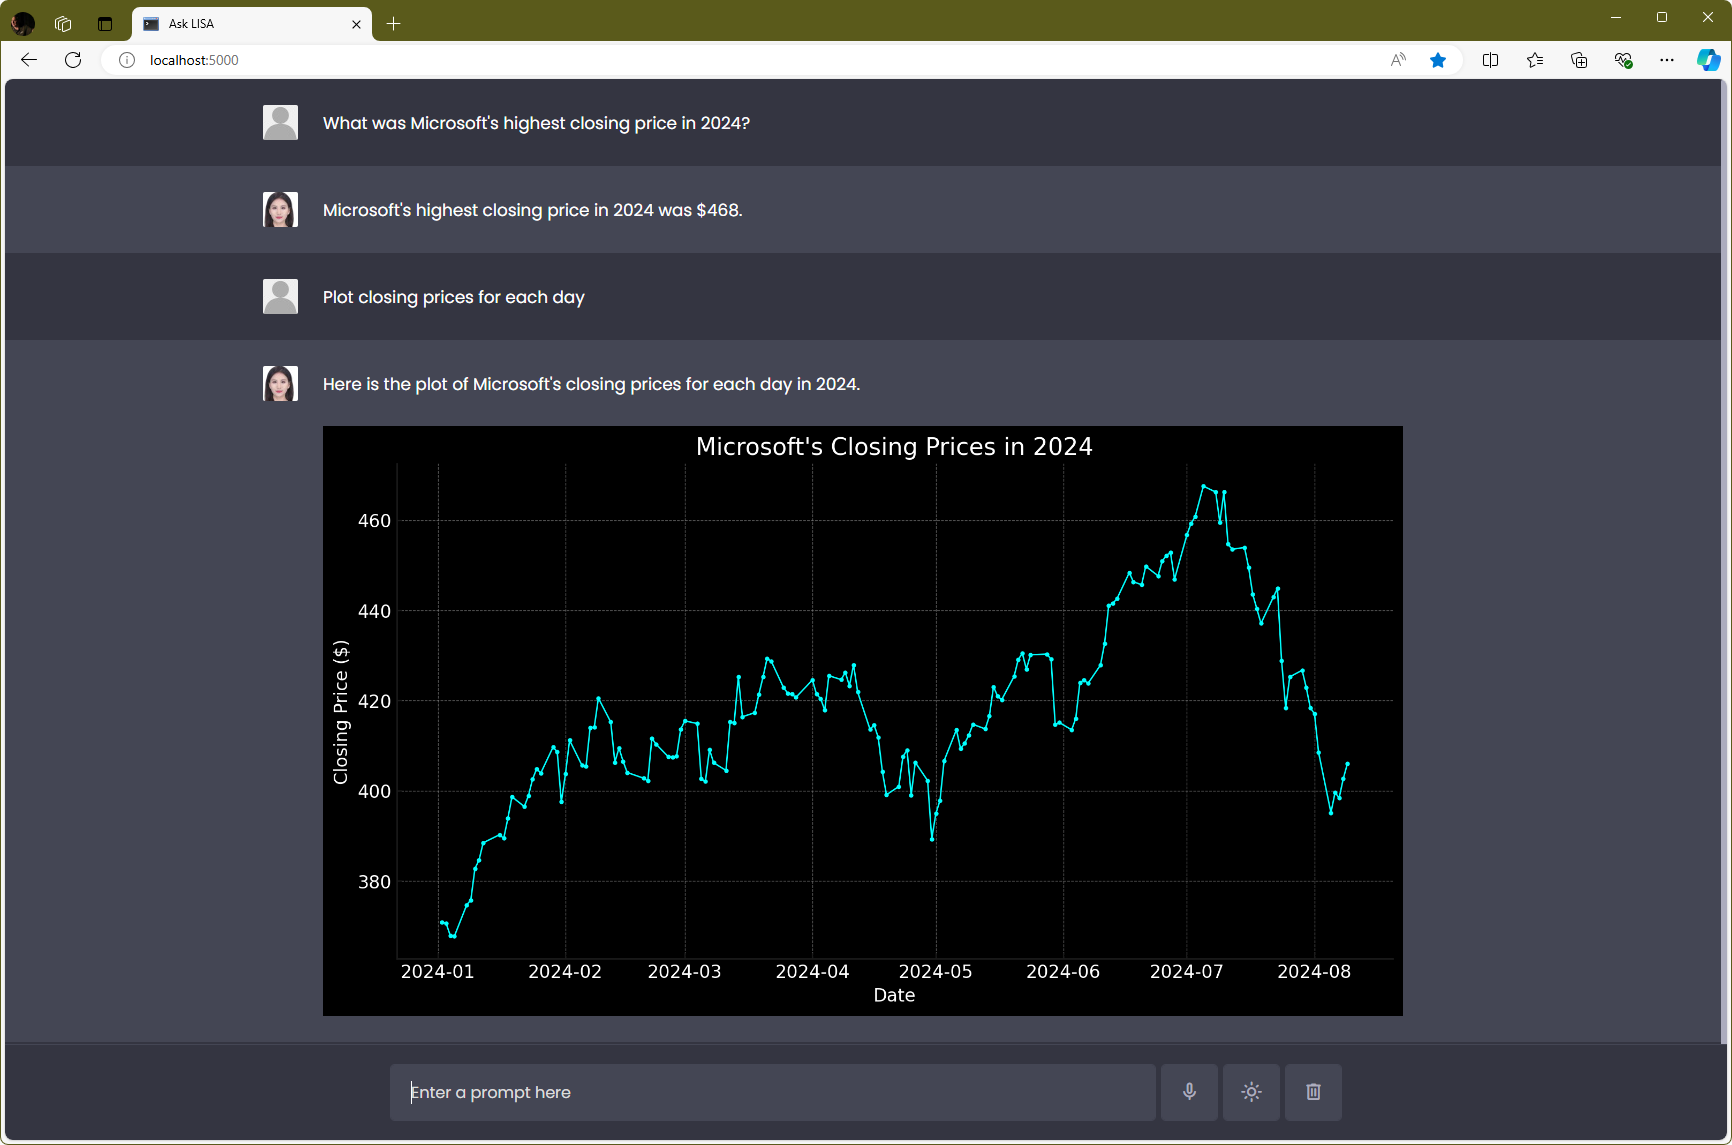 Ask LISA
localhost:5000
What was Microsoft's highest closing price in 2024?
Microsoft's highest closing price in 2024 was $468.
Plot closing prices for each day
Here is the plot of Microsoft's closing prices for each day in 2024.
Microsoft's Closing Prices in 2024
460
440
420
400
380
Closing Price ($)
2024-01 2024-02 2024-03 2024-04 2024-05 2024-06 2024-07 2024-08
Date
Enter a prompt here